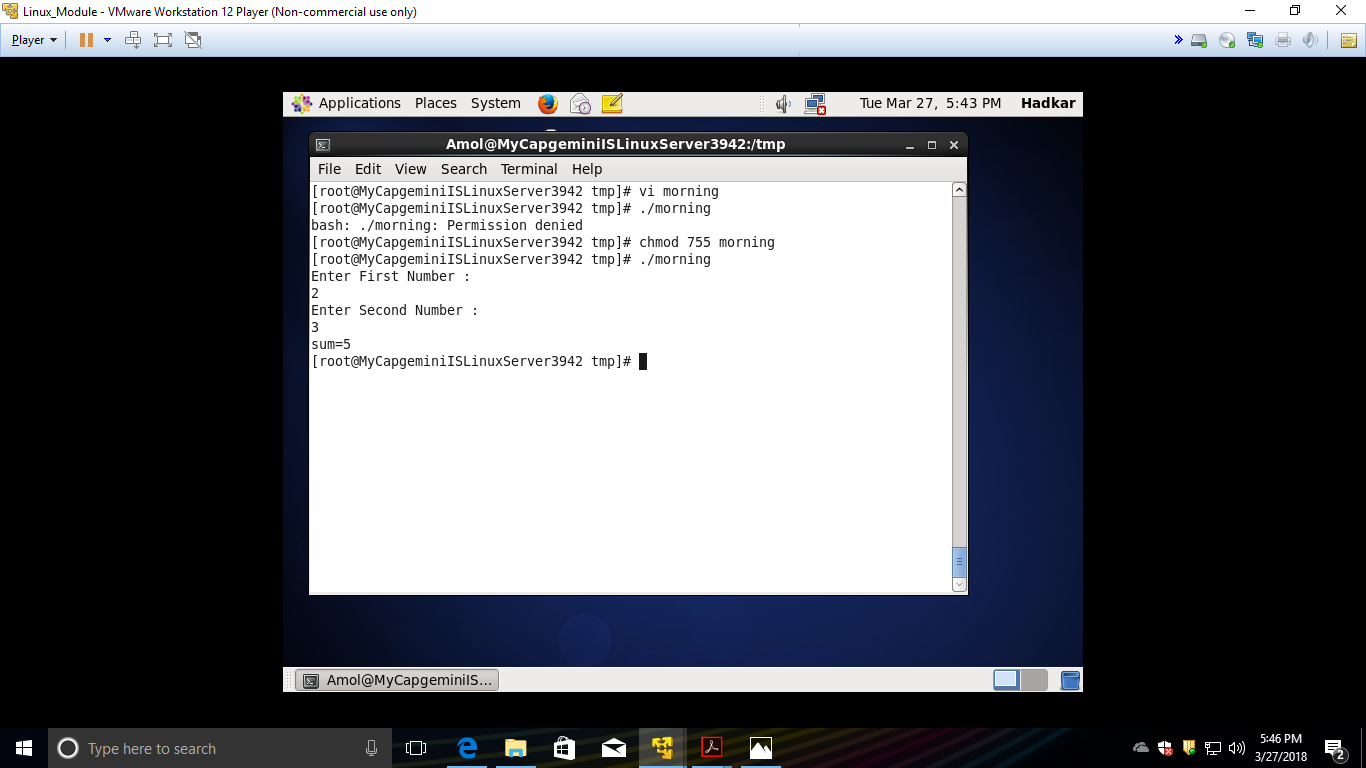 Linux_Module - VMware Workstation 12 Player (Non-commercial use only)
Player
Applications Places System Tue Mar 27, 5:43 PM Hadkar
Amol@MyCapgeminiISLinuxServer3942:/tmp
File Edit View Search Terminal Help
[root@MyCapgeminiISLinuxServer3942 tmp]# vi morning
[root@MyCapgeminiISLinuxServer3942 tmp]# ./morning
bash: ./morning: Permission denied
[root@MyCapgeminiISLinuxServer3942 tmp]# chmod 755 morning
[root@MyCapgeminiISLinuxServer3942 tmp]# ./morning
Enter First Number :
2
Enter Second Number :
3
sum=5
[root@MyCapgeminiISLinuxServer3942 tmp]#
Amol@MyCapgeminiIS...
Type here to search
5:46 PM
3/27/2018
2